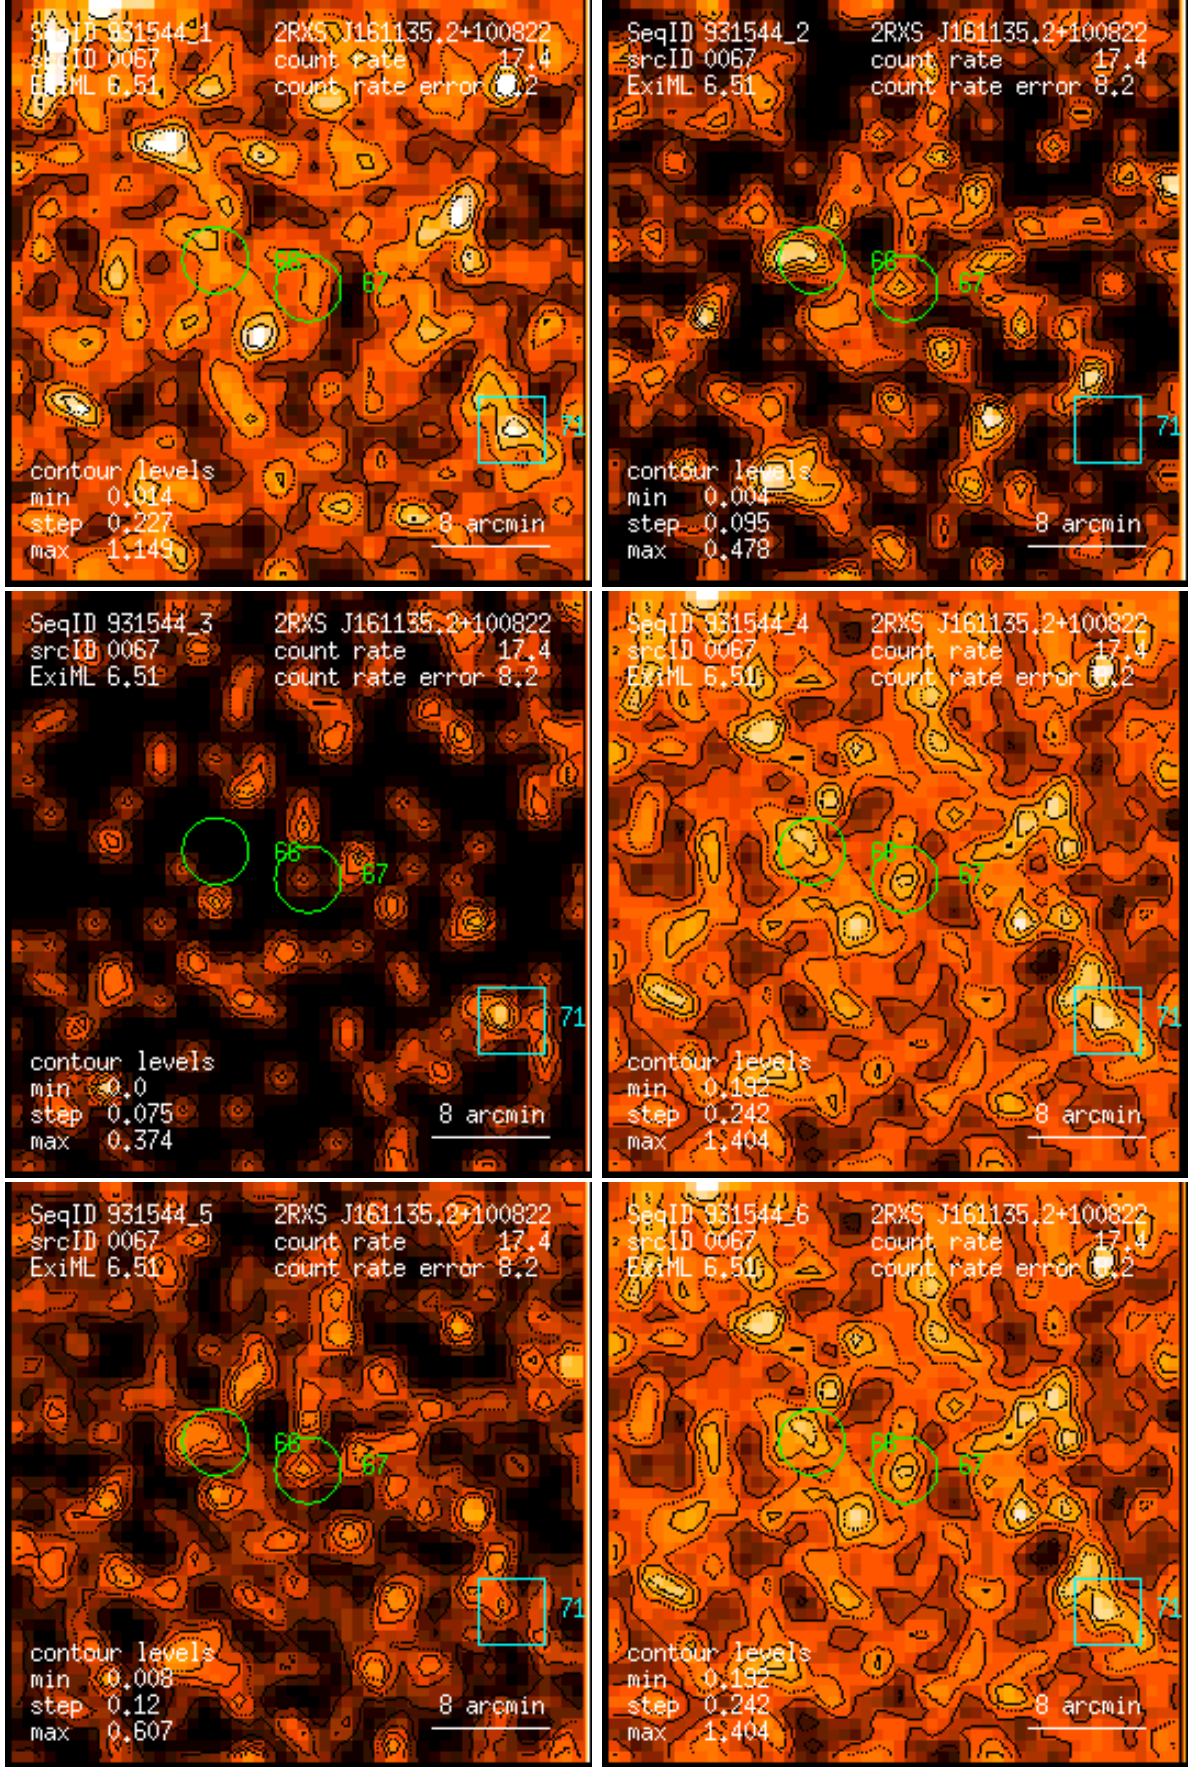 SeqID 931544_1 2RXS J161135.2+100822
srcID 0067 count rate 17.4
ExiML 6.51 count rate error 8.2
66
67
71
contour levels
min 0.014
step 0.227 8 arcmin
max 1.149
SeqID 931544_2 2RXS J161135.2+100822
srcID 0067 count rate 17.4
ExiML 6.51 count rate error 8.2
66
67
71
contour levels
min 0.004
step 0.095 8 arcmin
max 0.478
SeqID 931544_3 2RXS J161135.2+100822
srcID 0067 count rate 17.4
ExiML 6.51 count rate error 8.2
66
67
71
contour levels
min 0.0
step 0.075 8 arcmin
max 0.374
SeqID 931544_4 2RXS J161135.2+100822
srcID 0067 count rate 17.4
ExiML 6.51 count rate error 8.2
66
67
71
contour levels
min 0.192
step 0.242 8 arcmin
max 1.404
SeqID 931544_5 2RXS J161135.2+100822
srcID 0067 count rate 17.4
ExiML 6.51 count rate error 8.2
66
67
71
contour levels
min 0.008
step 0.12 8 arcmin
max 0.607
SeqID 931544_6 2RXS J161135.2+100822
srcID 0067 count rate 17.4
ExiML 6.51 count rate error 8.2
66
67
71
contour levels
min 0.192
step 0.242 8 arcmin
max 1.404